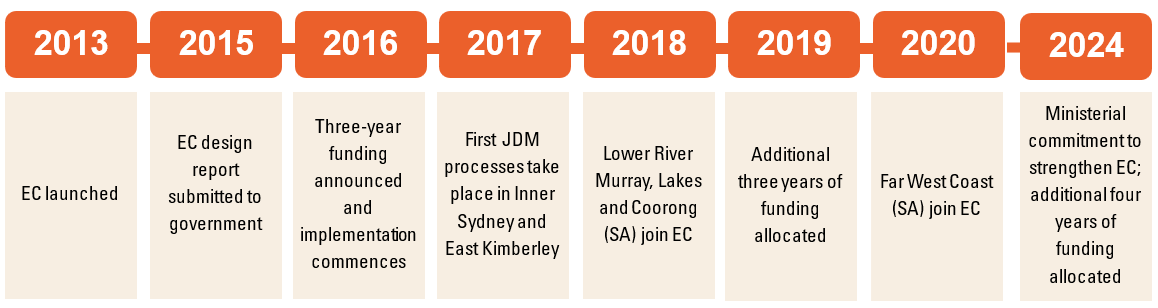 2013
2015
2016
2017
2018
2019
2020
2024
EC launched
EC design
report
submitted to
government
Three-year
funding
announced
and
implementation
commences
First JDM
processes take
place in Inner
Sydney and
East Kimberley
Lower River
Murray, Lakes
and Coorong
(SA) join EC
Additional
three years of
funding
allocated
Far West Coast
(SA) join EC
Ministerial
commitment to
strengthen EC;
additional four
years of
funding
allocated